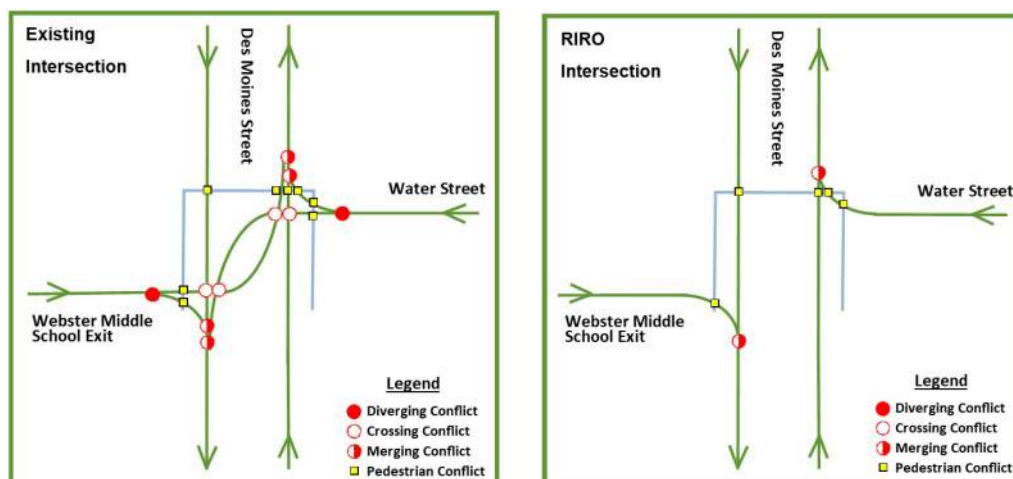 Existing
Intersection
Des Moines Street
Water Street
Webster Middle
School Exit
Legend
Diverging Conflict
Crossing Conflict
Merging Conflict
Pedestrian Conflict
RIRO
Intersection
Des Moines Street
Water Street
Webster Middle
School Exit
Legend
Diverging Conflict
Crossing Conflict
Merging Conflict
Pedestrian Conflict